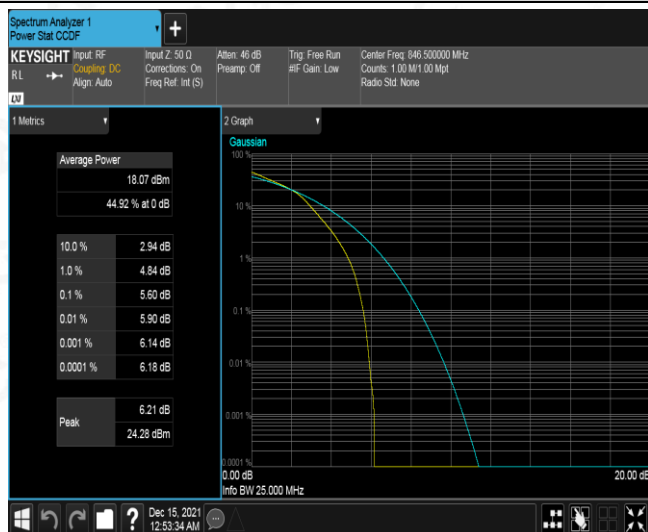 Spectrum Analyzer 1
Power Stat CCDF
+
KEYSIGHT Input: RF Input Z: 50 Ω Atten: 46 dB Trig: Free Run Center Freq: 846.500000 MHz
RL Coupling: DC Corrections: On Preamp: Off #IF Gain: Low Counts: 1.00 M/1.00 Mpt
Align: Auto Freq Ref: Int (S) Radio Std: None
LXI
1 Metrics
Average Power
18.07 dBm
44.92 % at 0 dB
10.0 % 2.94 dB
1.0 % 4.84 dB
0.1 % 5.60 dB
0.01 % 5.90 dB
0.001 % 6.14 dB
0.0001 % 6.18 dB
Peak 6.21 dB
24.28 dBm
2 Graph
Gaussian
100 %
10 %
1 %
0.1 %
0.01 %
0.001 %
0.0001 %
0.00 dB 20.00 dB
Info BW 25.000 MHz
? Dec 15, 2021
12:53:34 AM